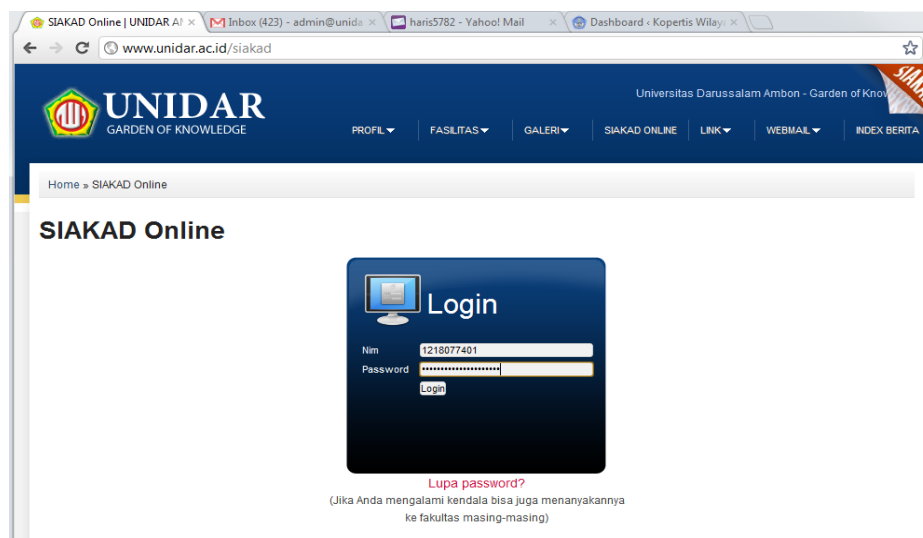 SIAKAD Online | UNIDAR A
Inbox (423) - admin@unida
haris5782 - Yahoo! Mail
Dashboard ‹ Kopertis Wilaya
www.unidar.ac.id/siakad
SIAK
Universitas Darussalam Ambon - Garden of Know
UNIDAR
GARDEN OF KNOWLEDGE
PROFIL FASILITAS GALERI SIAKAD ONLINE LINK WEBMAIL INDEX BERITA
Home » SIAKAD Online
SIAKAD Online
Login
Nim 1218077401
Password •••••••••••••••••••••
Login
Lupa password?
(Jika Anda mengalami kendala bisa juga menanyakannya
ke fakultas masing-masing)